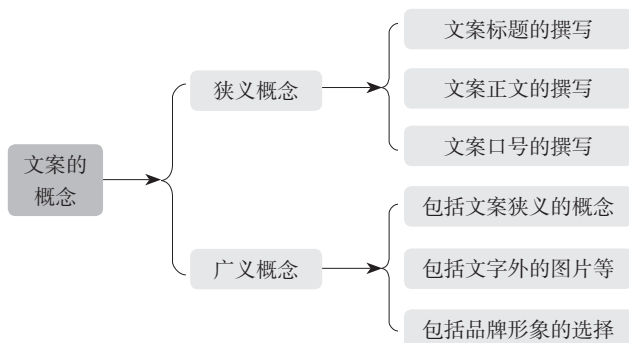 文案的
概念
狭义概念
文案标题的撰写
文案正文的撰写
文案口号的撰写
广义概念
包括文案狭义的概念
包括文字外的图片等
包括品牌形象的选择